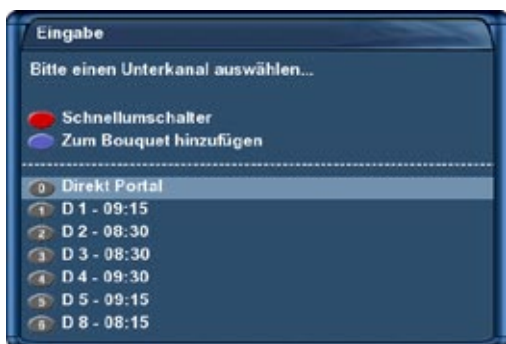 Eingabe
Bitte einen Unterkanal auswählen...
Schnellumschalter
Zum Bouquet hinzufügen
0 Direkt Portal
1 D 1 - 09:15
2 D 2 - 08:30
3 D 3 - 08:30
4 D 4 - 09:30
5 D 5 - 09:15
6 D 8 - 08:15